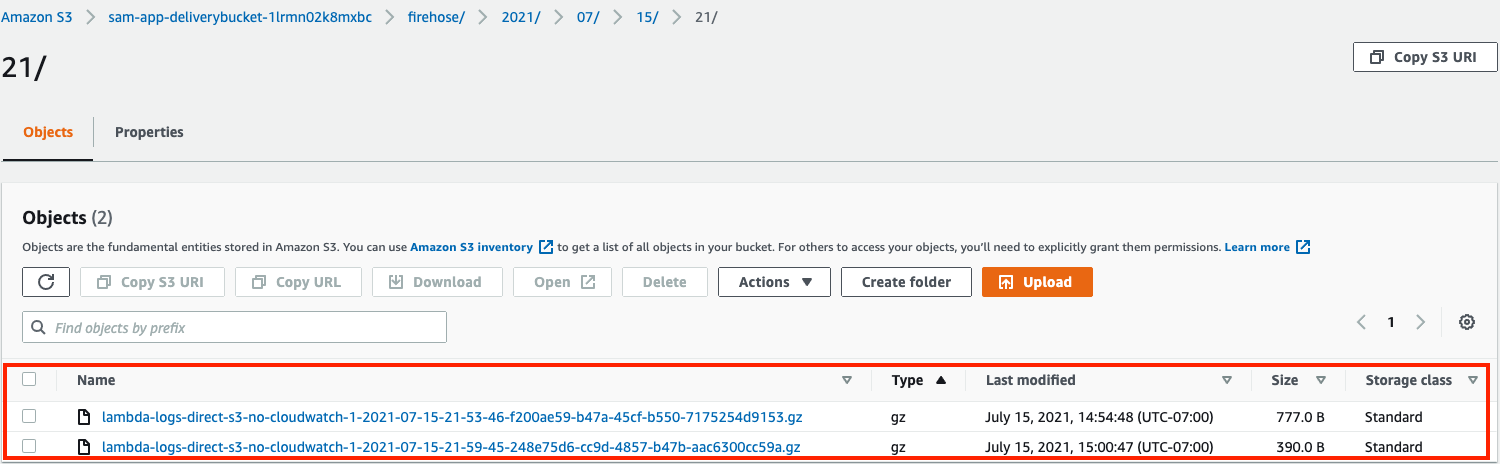 Amazon S3 > sam-app-deliverybucket-1lrmn02k8mxbc > firehose/ > 2021/ > 07/ > 15/ > 21/
21/
Copy S3 URI
Objects Properties
Objects (2)
Objects are the fundamental entities stored in Amazon S3. You can use Amazon S3 inventory to get a list of all objects in your bucket. For others to access your objects, you'll need to explicitly grant them permissions. Learn more
Copy S3 URI Copy URL Download Open Delete Actions Create folder Upload
Find objects by prefix
1
Name Type Last modified Size Storage class
lambda-logs-direct-s3-no-cloudwatch-1-2021-07-15-21-53-46-f200ae59-b47a-45cf-b550-7175254d9153.gz gz July 15, 2021, 14:54:48 (UTC-07:00) 777.0 B Standard
lambda-logs-direct-s3-no-cloudwatch-1-2021-07-15-21-59-45-248e75d6-cc9d-4857-b47b-aac6300cc59a.gz gz July 15, 2021, 15:00:47 (UTC-07:00) 390.0 B Standard